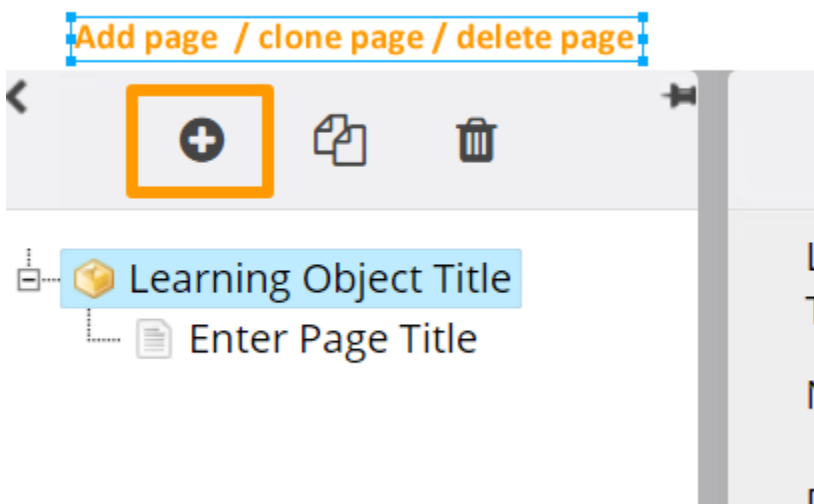 Add page / clone page / delete page
Learning Object Title
Enter Page Title